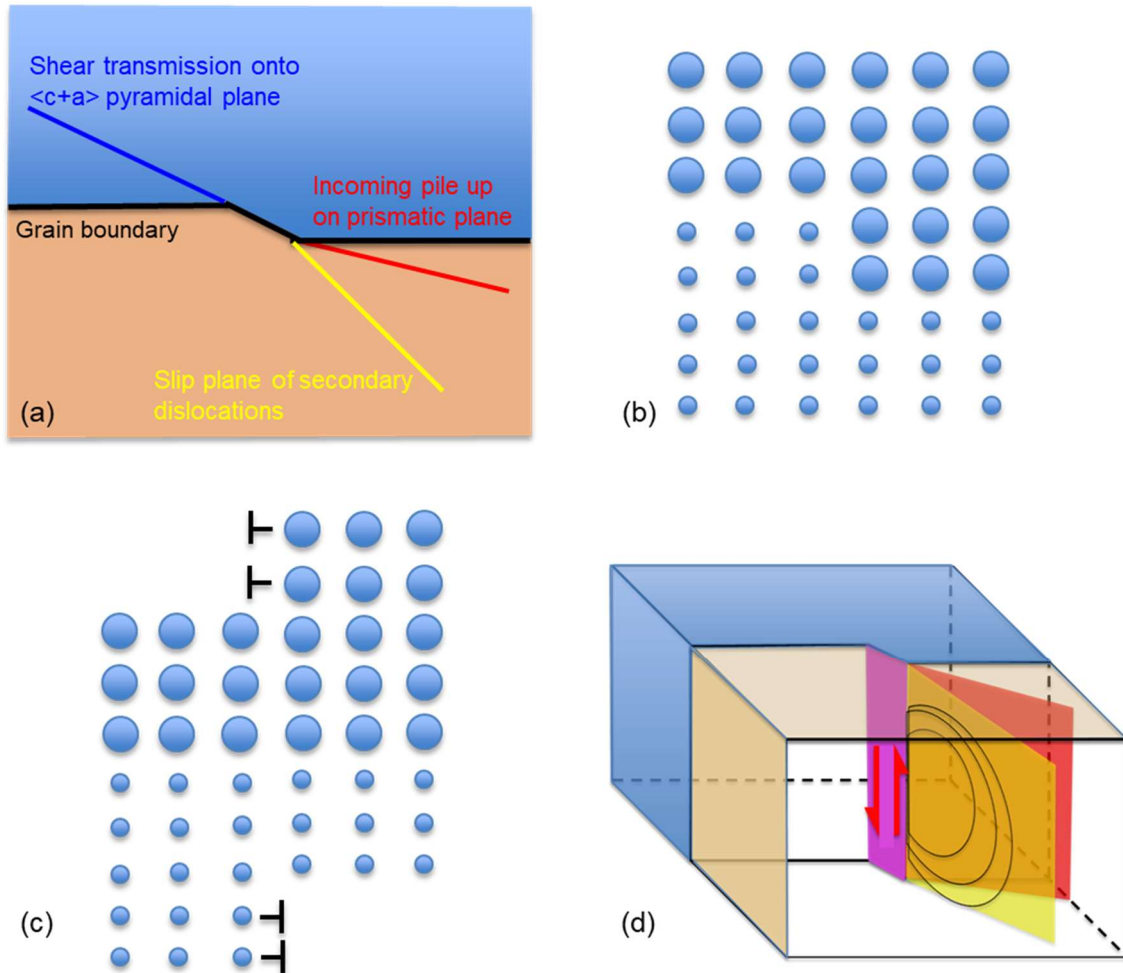 Shear transmission onto
<c+a> pyramidal plane
Incoming pile up
on prismatic plane
Grain boundary
Slip plane of secondary
dislocations
(a)
(b)
(c)
(d)